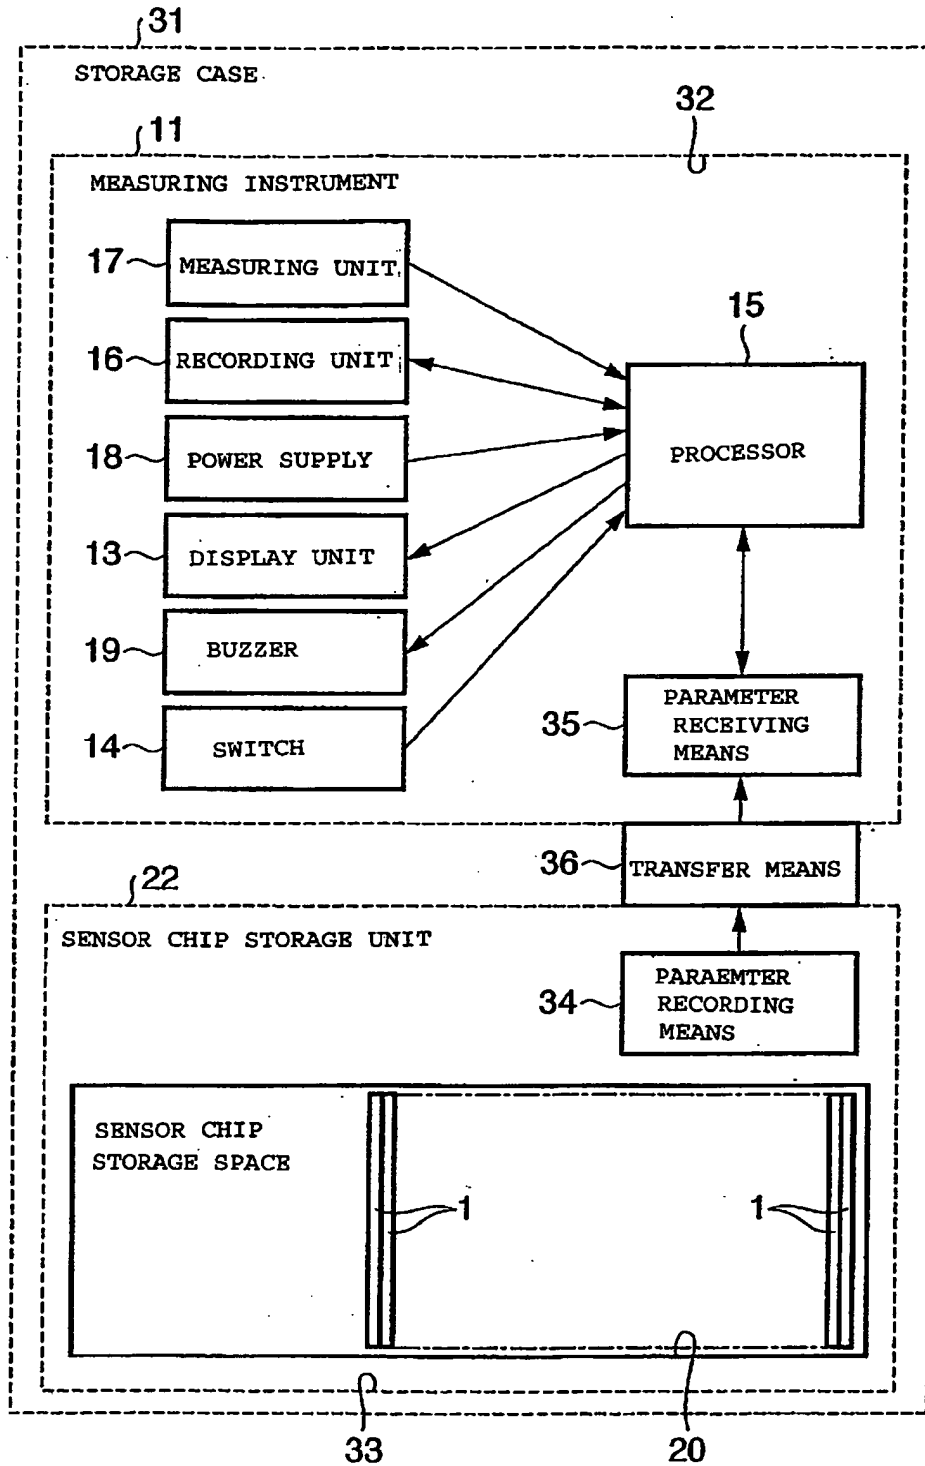 31
STORAGE CASE
32
11
MEASURING INSTRUMENT
17
MEASURING UNIT
15
16
RECORDING UNIT
18
POWER SUPPLY
PROCESSOR
13
DISPLAY UNIT
19
BUZZER
14
SWITCH
35
PARAMETER
RECEIVING
MEANS
36
TRANSFER MEANS
22
SENSOR CHIP STORAGE UNIT
34
PARAEMTER
RECORDING
MEANS
SENSOR CHIP
STORAGE SPACE
1
1
33
20